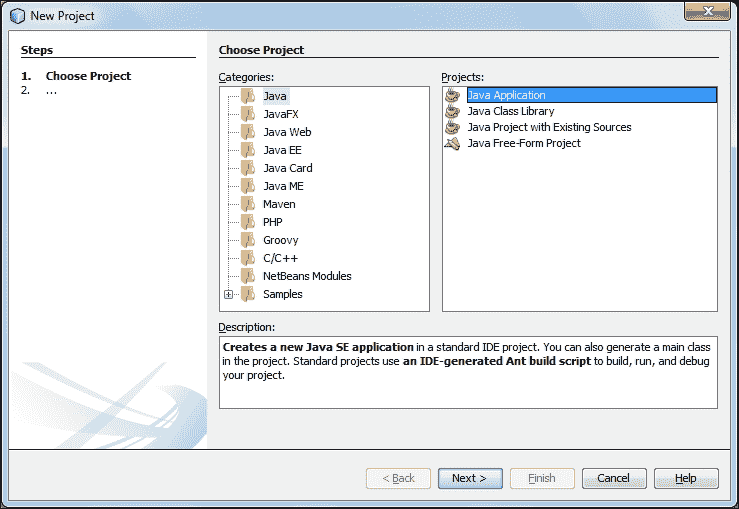 New Project
Steps
1. Choose Project
2. ...
Choose Project
Categories:
Java
JavaFX
Java Web
Java EE
Java Card
Java ME
Maven
PHP
Groovy
C/C++
NetBeans Modules
Samples
Projects:
Java Application
Java Class Library
Java Project with Existing Sources
Java Free-Form Project
Description:
Creates a new Java SE application in a standard IDE project. You can also generate a main class
in the project. Standard projects use an IDE-generated Ant build script to build, run, and debug
your project.
< Back
Next >
Finish
Cancel
Help